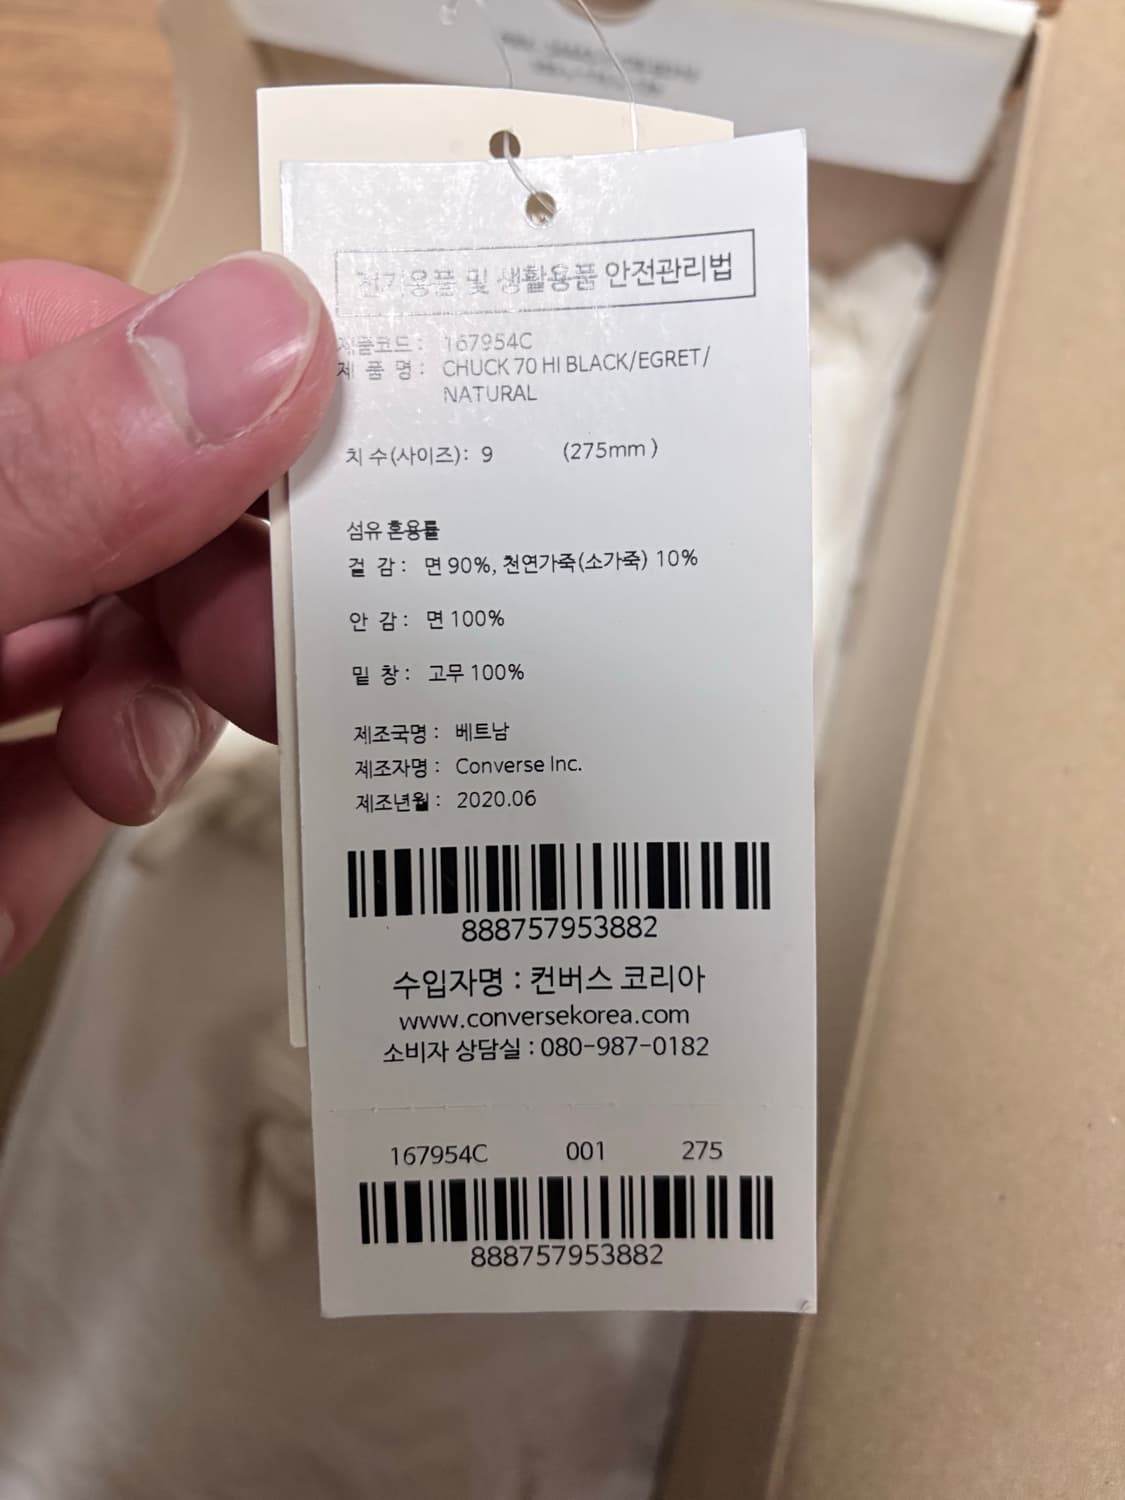 전기용품 및 생활용품 안전관리법
제품코드 : 167954C
제 품 명 : CHUCK 70 HI BLACK/EGRET/
NATURAL
치 수(사이즈) : 9 (275mm )
섬유 혼용률
겉 감 : 면 90%, 천연가죽(소가죽) 10%
안 감 : 면 100%
밑 창 : 고무 100%
제조국명 : 베트남
제조자명 : Converse Inc.
제조년월 : 2020.06
888757953882
수입자명 : 컨버스 코리아
www.conversekorea.com
소비자 상담실 : 080-987-0182
167954C 001 275
888757953882